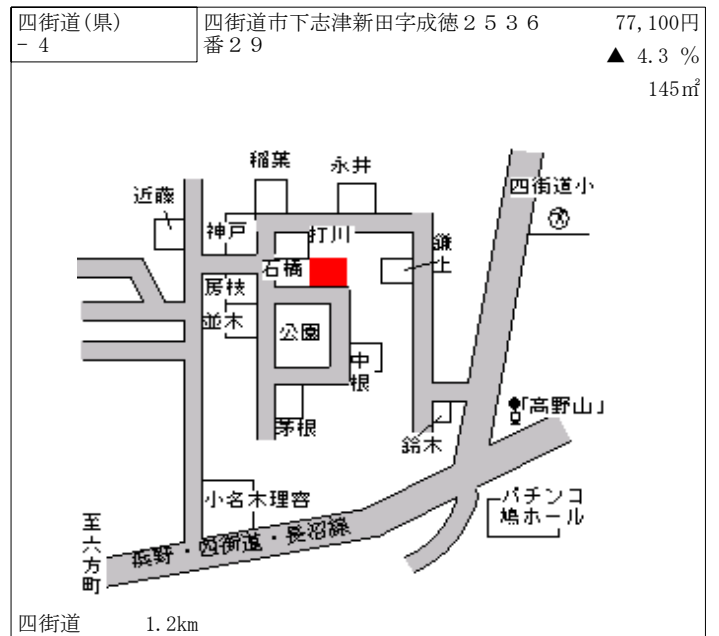 四街道(県)
－４
四街道市下志津新田字成徳２５３６
番２９
77,100円
▲ 4.3 %
145㎡
稲葉
永井
近藤
四街道小
神戸
打川
鎌
上
石橋
房枝
並木
公園
中
根
「高野山」
茅根
鈴木
小名木理容
パチンコ
鳩ホール
至六方町
浜野・四街道・長沼線
四街道 1.2km